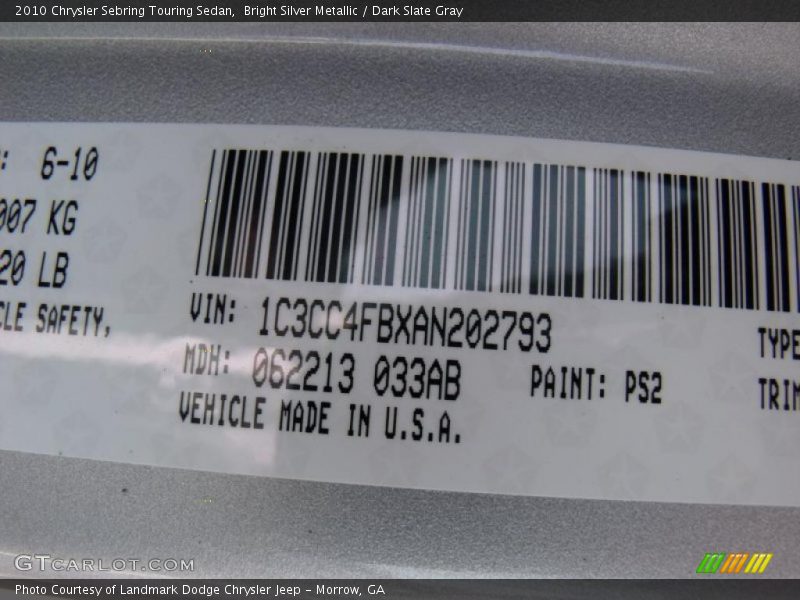 2010 Chrysler Sebring Touring Sedan,  Bright Silver Metallic / Dark Slate Gray
: 6-10
007 KG
20 LB
CLE SAFETY,
VIN: 1C3CC4FBXAN202793
MDH: 062213 033AB
PAINT: PS2
VEHICLE MADE IN U.S.A.
TYPE
TRIM
GTCARLOT.COM
Photo Courtesy of Landmark Dodge Chrysler Jeep – Morrow, GA